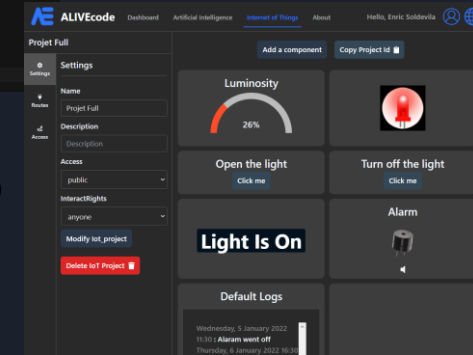 ALIVEcode
Dashboard
Artificial Intelligence
Internet of Things
About
Hello, Enric Soldevila
Projet Full
Settings
Routes
Access
Settings
Name
Projet Full
Description
Description
Access
public
InteractRights
anyone
Modify Iot_project
Delete IoT Project
Add a component
Copy Project Id
Luminosity
26%
Open the light
Click me
Turn off the light
Click me
Light Is On
Alarm
Default Logs
Wednesday, 5 January 2022
11:30 : Alaram went off
Thursday, 6 January 2022 16:30